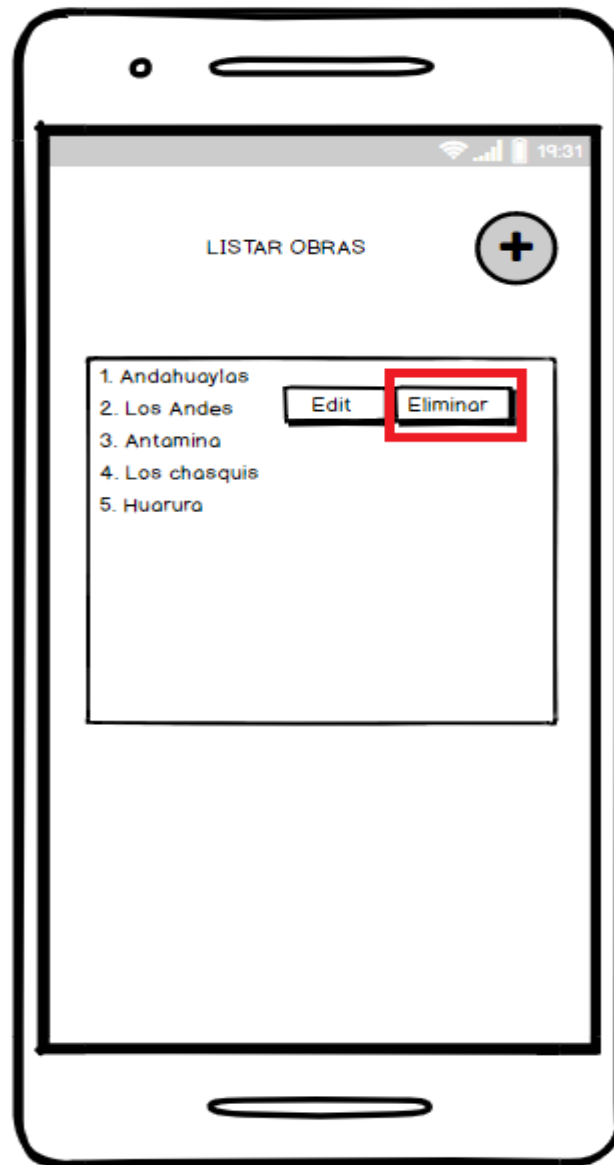 19:31
LISTAR OBRAS
1. Andahuaylas
2. Los Andes
Edit
Eliminar
3. Antamina
4. Los chasquis
5. Huarura